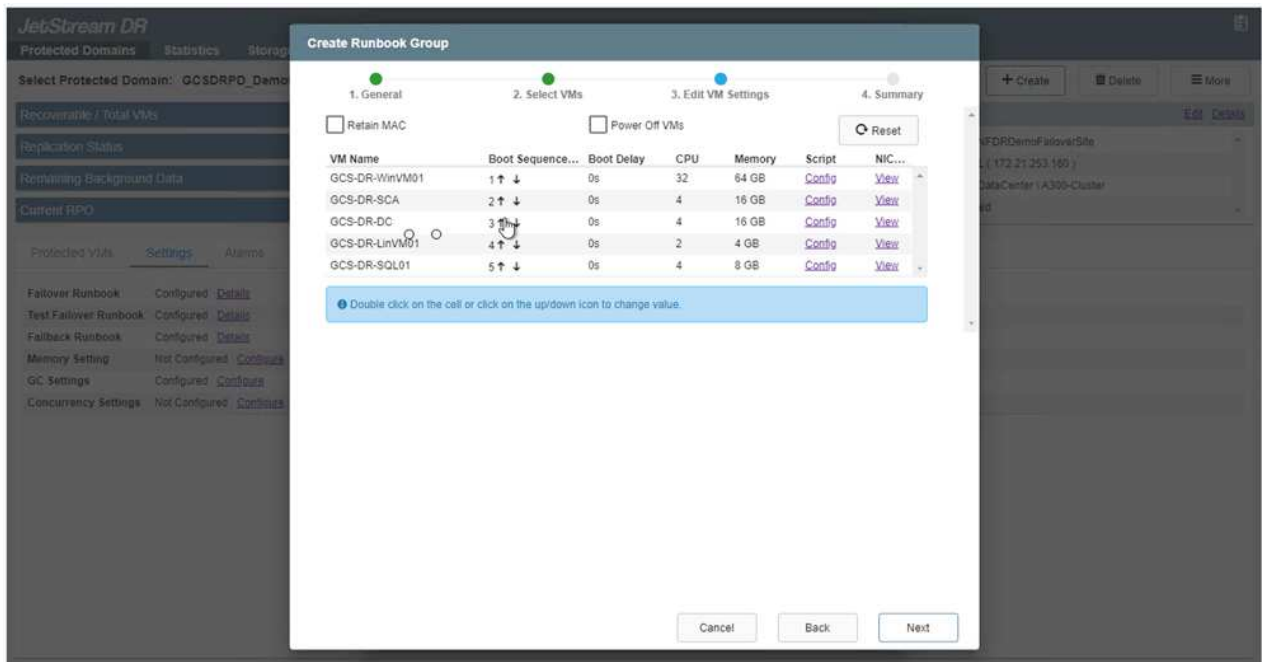 JetStream DR
Protected Domains Statistics Storag
Select Protected Domain: GCSDRPD_Demo
+ Create Delete More
Recoverable / Total VMs
Edit Details
Replication Status
Remaining Background Data
Current RPO
( 172.21.253.160 )
DataCenter \ A300-Cluster
Protected VMs Settings Alarms
Failover Runbook Configured Details
Test Failover Runbook Configured Details
Failback Runbook Configured Details
Memory Setting Not Configured Configure
GC Settings Configured Configure
Concurrency Settings Not Configured Configure
Create Runbook Group
1. General 2. Select VMs 3. Edit VM Settings 4. Summary
Retain MAC Power Off VMs Reset
VM Name Boot Sequence... Boot Delay CPU Memory Script NIC...
GCS-DR-WinVM01 1 ↑ ↓ 0s 32 64 GB Config View
GCS-DR-SCA 2 ↑ ↓ 0s 4 16 GB Config View
GCS-DR-DC 3 ↑ ↓ 0s 4 16 GB Config View
GCS-DR-LinVM01 4 ↑ ↓ 0s 2 4 GB Config View
GCS-DR-SQL01 5 ↑ ↓ 0s 4 8 GB Config View
Double click on the cell or click on the up/down icon to change value.
Cancel Back Next